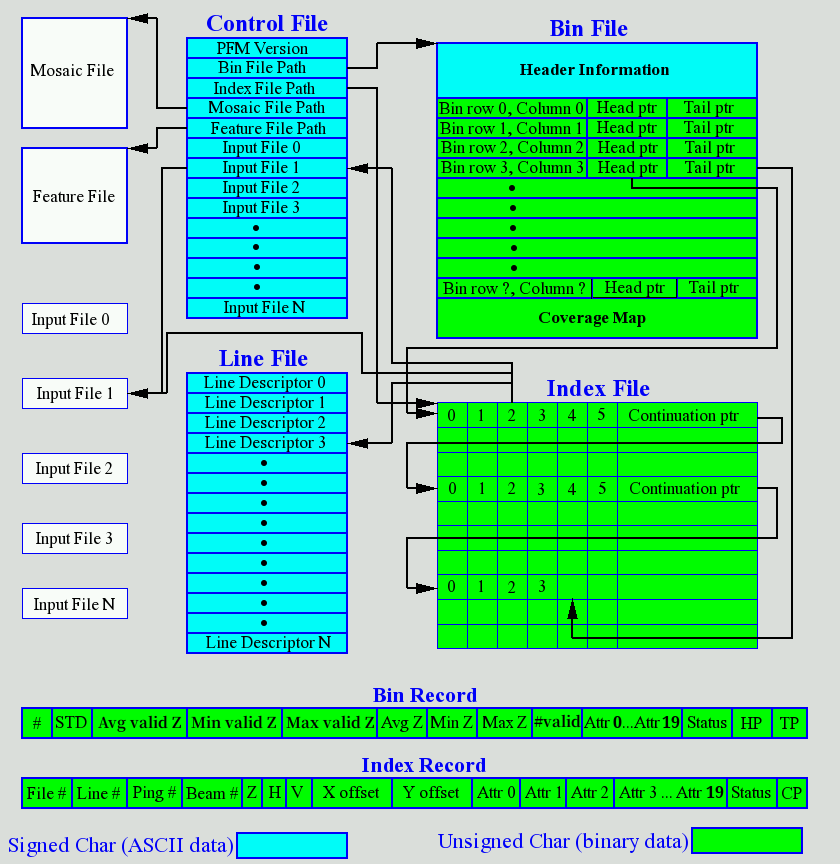 Control File
PFM Version
Bin File Path
Index File Path
Mosaic File Path
Feature File Path
Input File 0
Input File 1
Input File 2
Input File 3
Input File N
Mosaic File
Feature File
Input File 0
Input File 1
Input File 2
Input File 3
Input File N
Bin File
Header Information
Bin row 0, Column 0 Head ptr Tail ptr
Bin row 1, Column 1 Head ptr Tail ptr
Bin row 2, Column 2 Head ptr Tail ptr
Bin row 3, Column 3 Head ptr Tail ptr
Bin row ?, Column ? Head ptr Tail ptr
Coverage Map
Line File
Line Descriptor 0
Line Descriptor 1
Line Descriptor 2
Line Descriptor 3
Line Descriptor N
Index File
0 1 2 3 4 5 Continuation ptr
0 1 2 3 4 5 Continuation ptr
0 1 2 3
Bin Record
# STD Avg valid Z Min valid Z Max valid Z Avg Z Min Z Max Z #valid Attr 0...Attr 19 Status HP TP
Index Record
File # Line # Ping # Beam # Z H V X offset Y offset Attr 0 Attr 1 Attr 2 Attr 3 ... Attr 19 Status CP
Signed Char (ASCII data)
Unsigned Char (binary data)